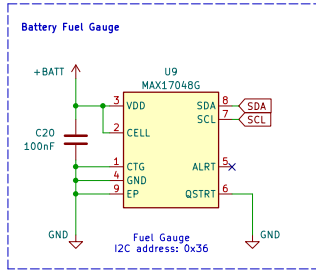 Battery Fuel Gauge
+BATT
U9
MAX17048G
3 VDD
SDA 8 SDA
SCL 7 SCL
2 CELL
C20
100nF
1 CTG
ALRT 5
4 GND
9 EP
QSTRT 6
GND
GND
Fuel Gauge
I2C address: 0x36